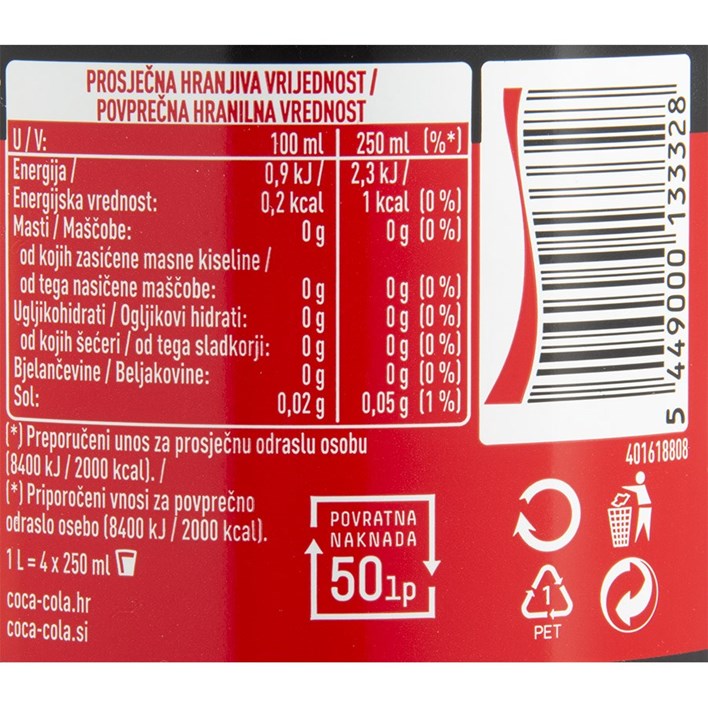 PROSJEČNA HRANJIVA VRIJEDNOST /
POVPREČNA HRANILNA VREDNOST
U / V: 100 ml 250 ml (%*)
Energija / 0,9 kJ / 2,3 kJ /
Energijska vrednost: 0,2 kcal 1 kcal (0 %)
Masti / Maščobe: 0 g 0 g (0 %)
od kojih zasićene masne kiseline /
od tega nasičene maščobe: 0 g 0 g (0 %)
Ugljikohidrati / Ogljikovi hidrati: 0 g 0 g (0 %)
od kojih šećeri / od tega sladkorji: 0 g 0 g (0 %)
Bjelančevine / Beljakovine: 0 g 0 g (0 %)
Sol: 0,02 g 0,05 g (1 %)
(*) Preporučeni unos za prosječnu odraslu osobu
(8400 kJ / 2000 kcal). /
(*) Priporočeni vnosi za povprečno
odraslo osebo (8400 kJ / 2000 kcal).
1 L = 4 x 250 ml
coca-cola.hr
coca-cola.si
POVRATNA
NAKNADA
50 lp
5 449000 133328
401618808
1
PET